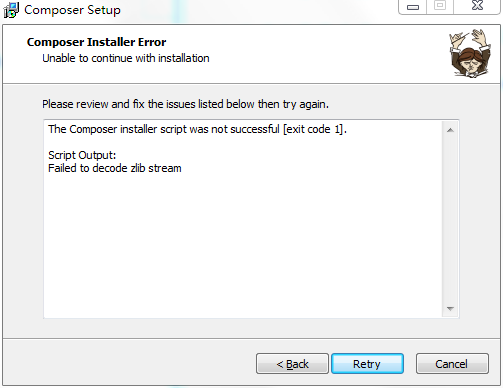 Composer Setup
Composer Installer Error
Unable to continue with installation
Please review and fix the issues listed below then try again.
The Composer installer script was not successful [exit code 1].
Script Output:
Failed to decode zlib stream
< Back
Retry
Cancel